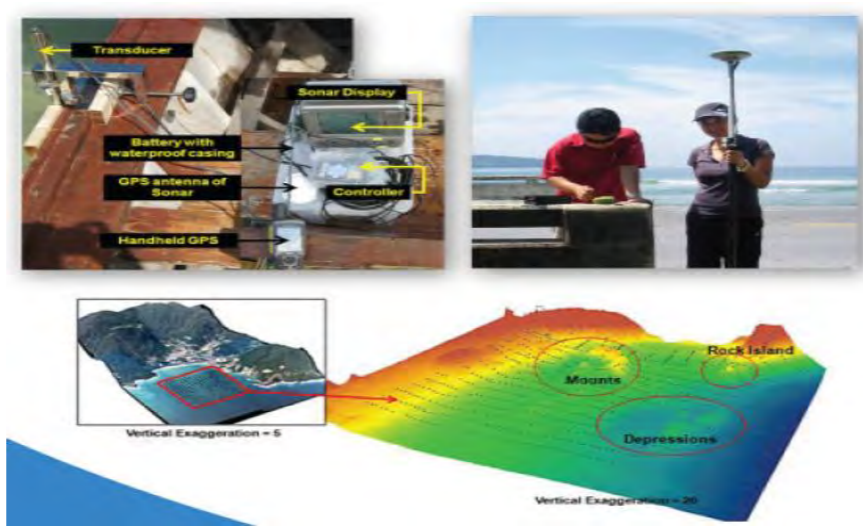 Transducer
Sonar Display
Battery with
waterproof casing
GPS antenna of
Sonar
Controller
Handheld GPS
Rock Island
Mounts
Depressions
Vertical Exaggeration = 5
Vertical Exaggeration = 20